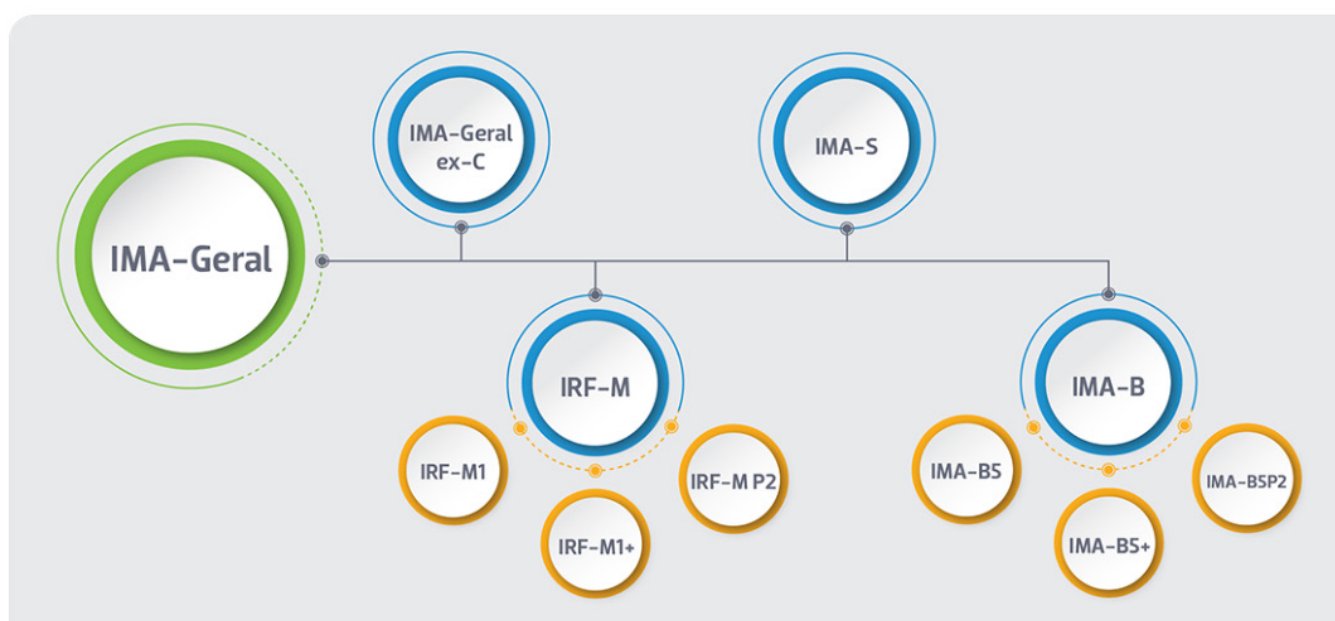 IMA-Geral
ex-C
IMA-S
IMA-Geral
IRF-M
IMA-B
IRF-M1
IRF-M P2
IRF-M1+
IMA-B5
IMA-B5P2
IMA-B5+